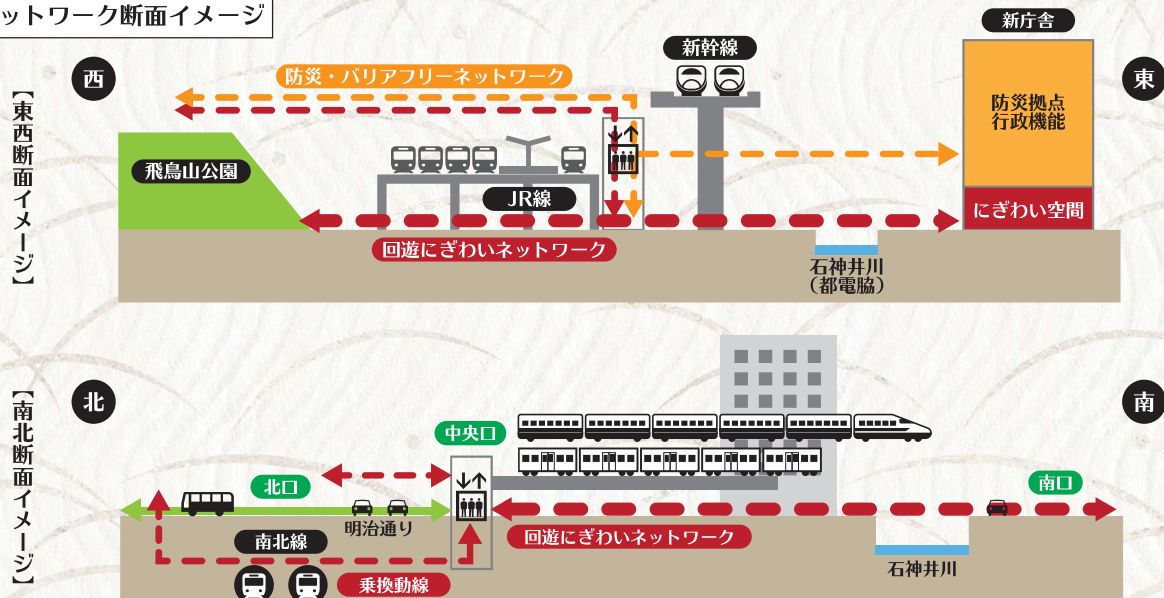 ットワーク断面イメージ
新庁舎
新幹線
西
防災・バリアフリーネットワーク
東
【東西断面イメージ】
防災拠点
行政機能
飛鳥山公園
JR線
にぎわい空間
回遊にぎわいネットワーク
石神井川
(都電脇)
【南北断面イメージ】
北
南
中央口
北口
南口
明治通り
南北線
回遊にぎわいネットワーク
石神井川
乗換動線